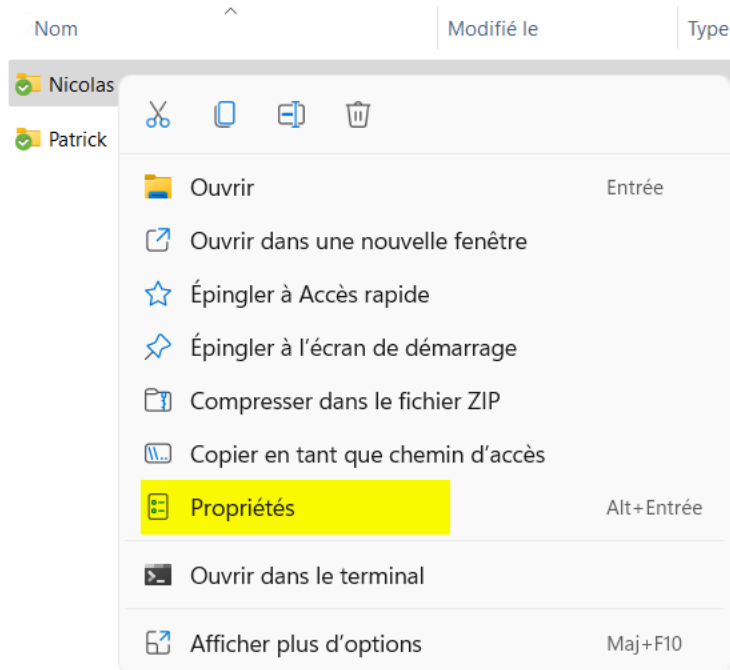 Nom Modifié le Type
Nicolas
Patrick
Ouvrir Entrée
Ouvrir dans une nouvelle fenêtre
Épingler à Accès rapide
Épingler à l’écran de démarrage
Compresser dans le fichier ZIP
Copier en tant que chemin d’accès
Propriétés Alt+Entrée
Ouvrir dans le terminal
Afficher plus d’options Maj+F10